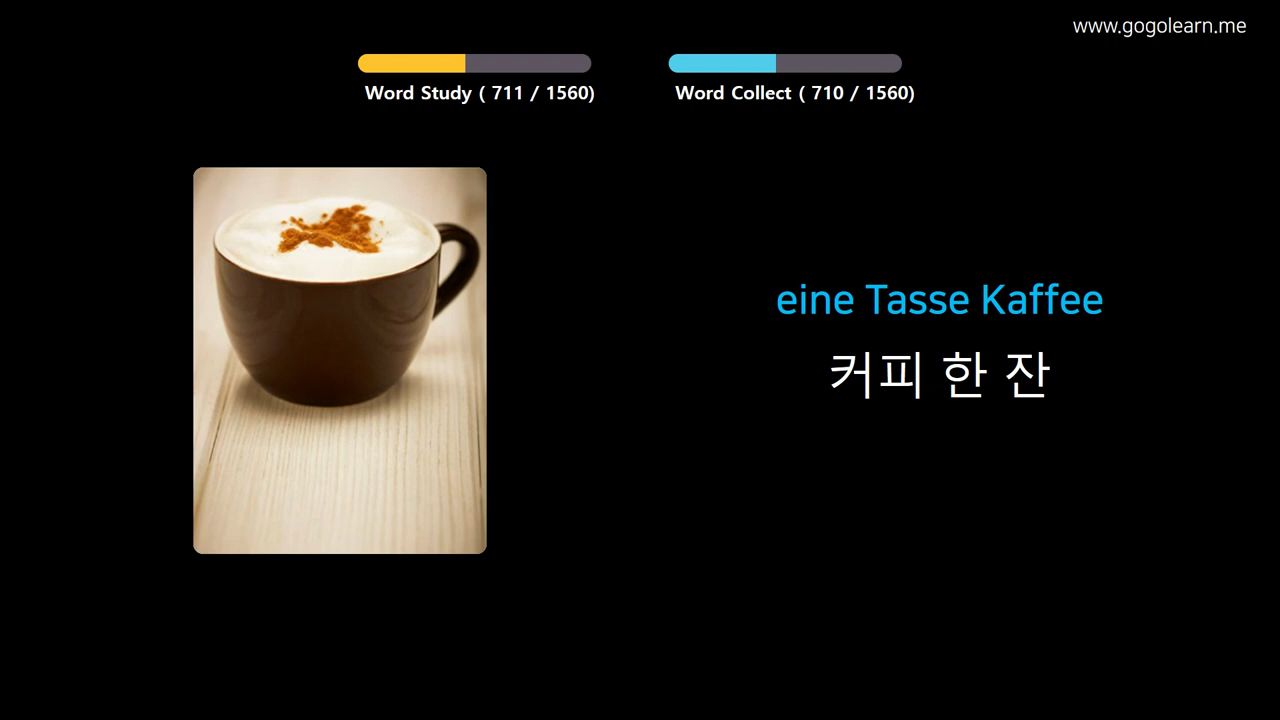 www.gogolearn.me
Word Study ( 711 / 1560)
Word Collect ( 710 / 1560)
eine Tasse Kaffee
커피 한 잔